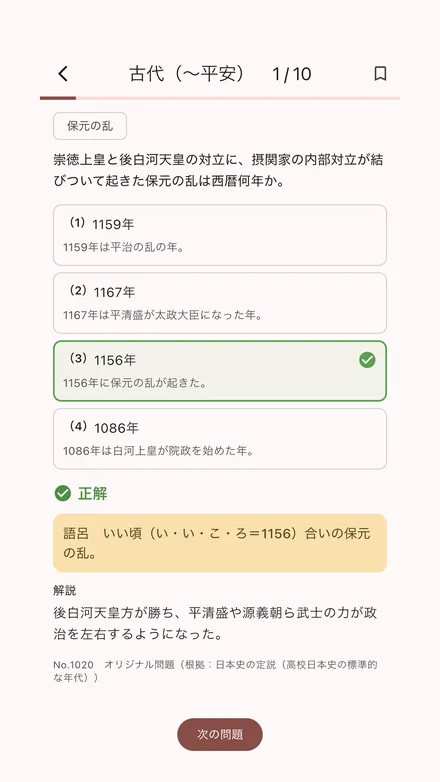 古代（〜平安） 1/10
保元の乱
崇徳上皇と後白河天皇の対立に、摂関家の内部対立が結
びついて起きた保元の乱は西暦何年か。
（1） 1159年
1159年は平治の乱の年。
（2） 1167年
1167年は平清盛が太政大臣になった年。
（3） 1156年
1156年に保元の乱が起きた。
（4） 1086年
1086年は白河上皇が院政を始めた年。
正解
語呂　いい頃（い・い・こ・ろ＝1156）合いの保元
の乱。
解説
後白河天皇方が勝ち、平清盛や源義朝ら武士の力が政
治を左右するようになった。
No.1020　オリジナル問題（根拠：日本史の定説（高校日本史の標準的
な年代））
次の問題